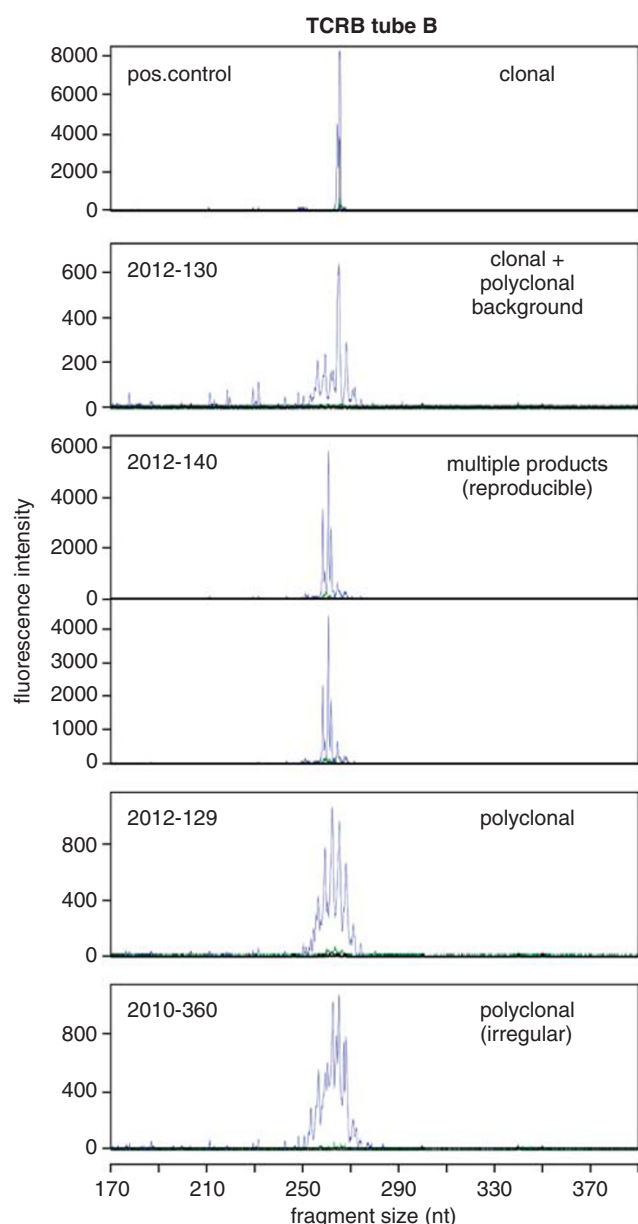 TCRB tube B
pos.control
clonal
8000
6000
4000
2000
0
2012-130
clonal +
polyclonal
background
600
400
200
0
2012-140
multiple products
(reproducible)
6000
4000
2000
0
4000
3000
2000
1000
0
fluorescence intensity
2012-129
polyclonal
800
400
0
2010-360
polyclonal
(irregular)
800
400
0
170 210 250 290 330 370
fragment size (nt)